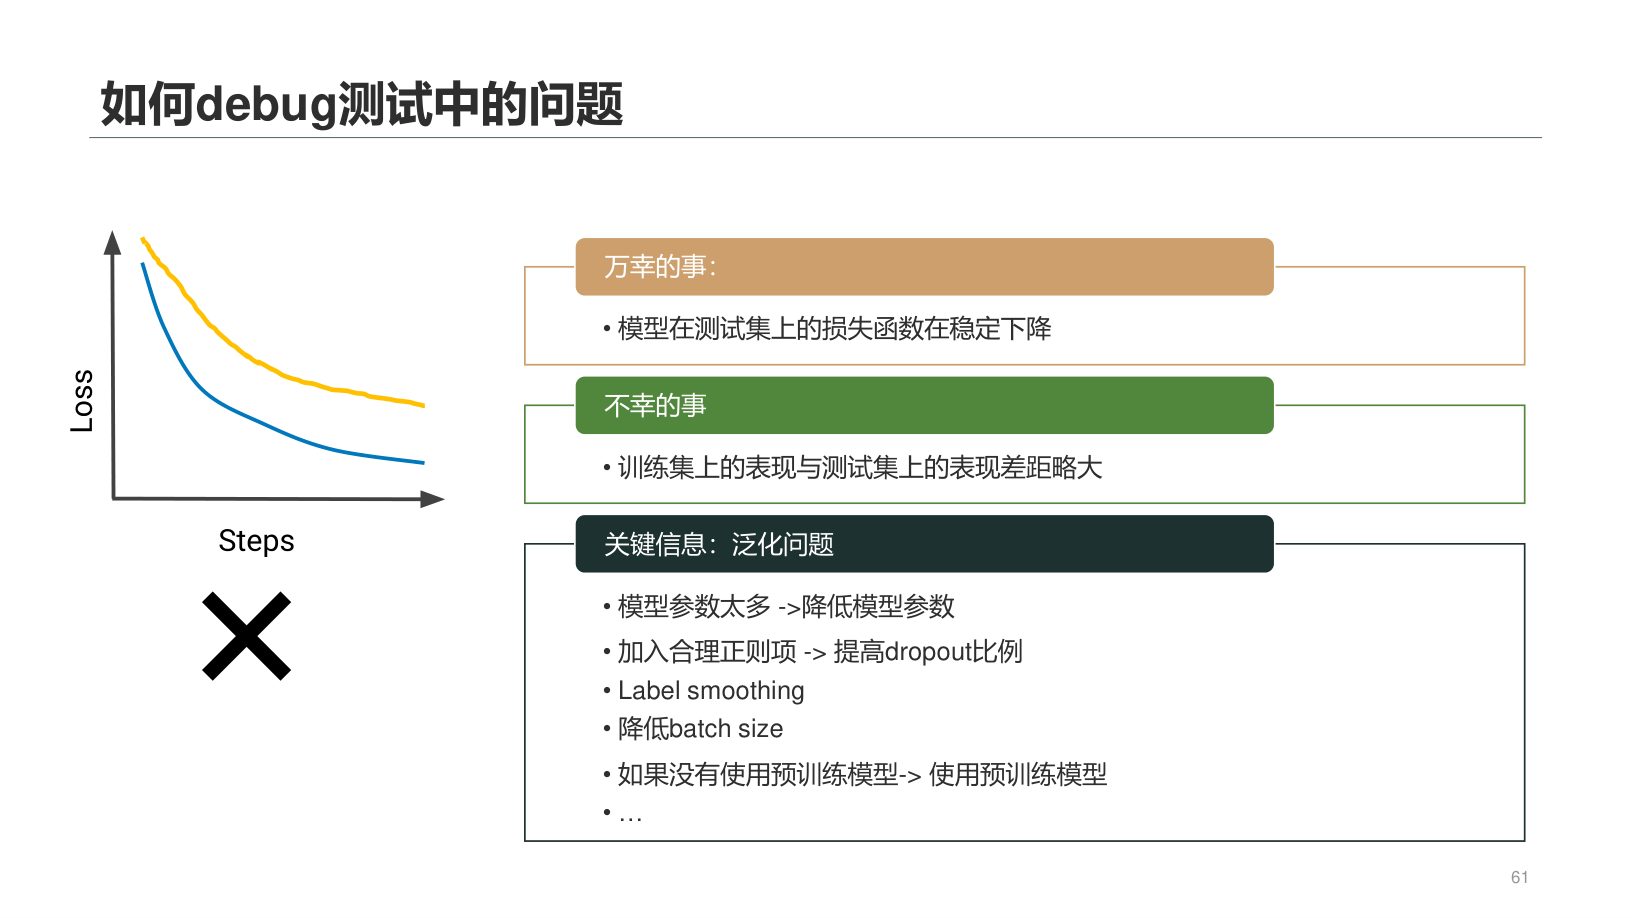 如何debug测试中的问题
Loss
Steps
万幸的事：
• 模型在测试集上的损失函数在稳定下降
不幸的事
• 训练集上的表现与测试集上的表现差距略大
关键信息：泛化问题
• 模型参数太多 ->降低模型参数
• 加入合理正则项 -> 提高dropout比例
• Label smoothing
• 降低batch size
• 如果没有使用预训练模型-> 使用预训练模型
• …
61